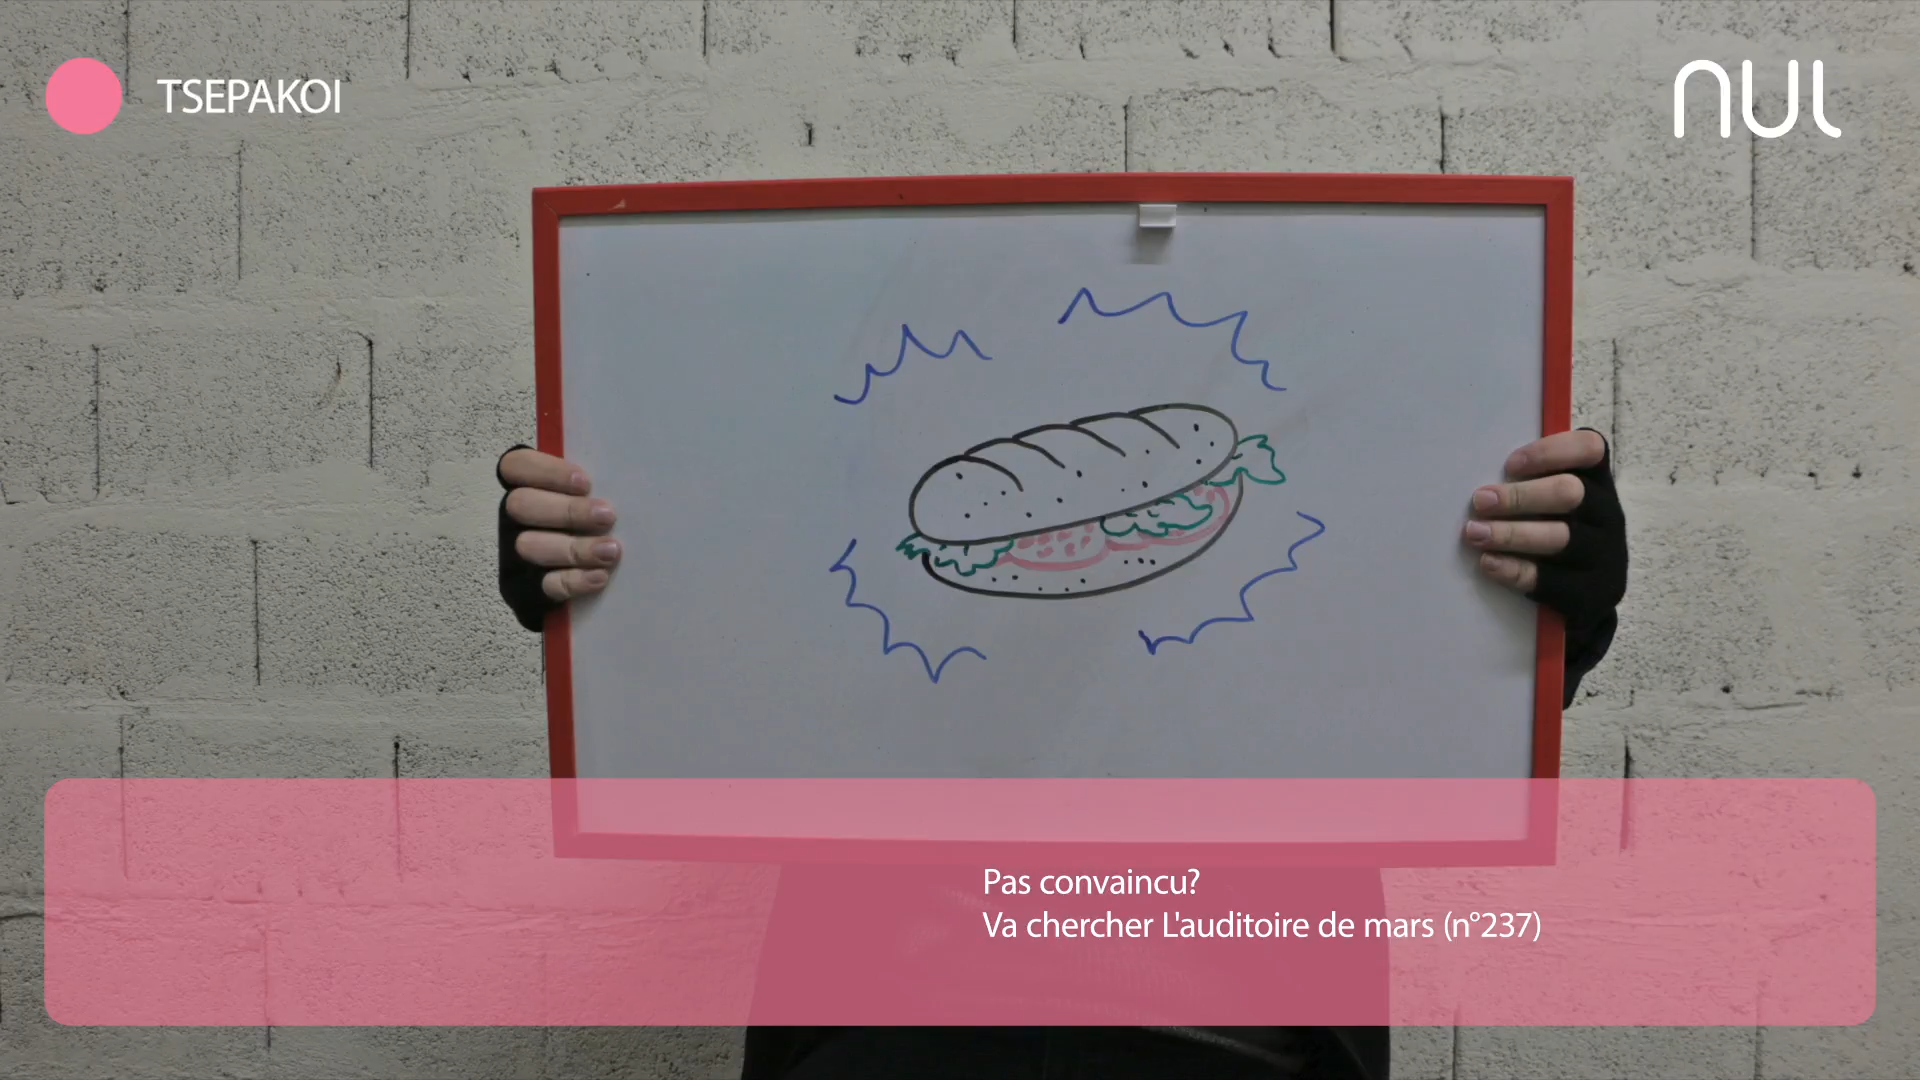 TSEPAKOI
nul
Pas convaincu?
Va chercher L'auditoire de mars (n°237)